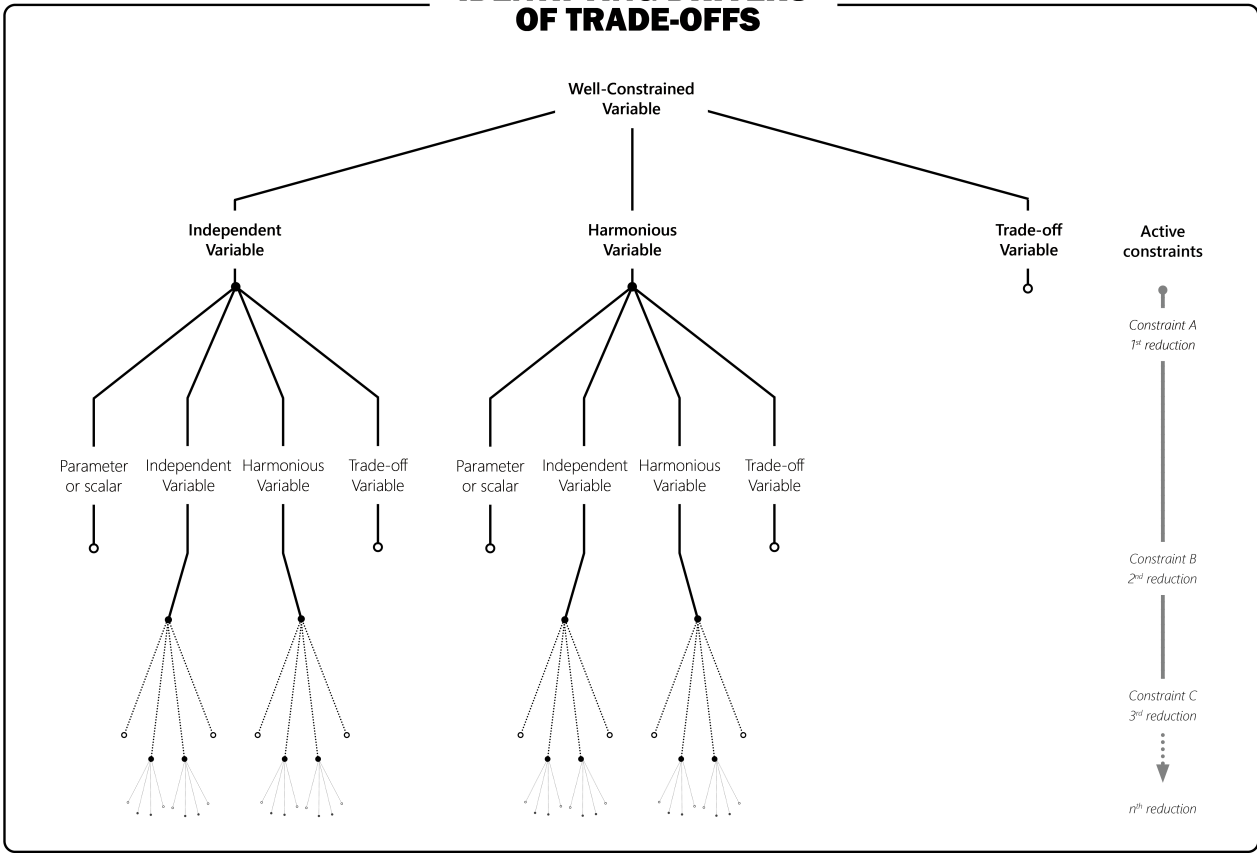 OF TRADE-OFFS
Well-Constrained
Variable
Independent
Variable
Harmonious
Variable
Trade-off
Variable
Active
constraints
Constraint A
1st reduction
Parameter
or scalar
Independent
Variable
Harmonious
Variable
Trade-off
Variable
Parameter
or scalar
Independent
Variable
Harmonious
Variable
Trade-off
Variable
Constraint B
2nd reduction
Constraint C
3rd reduction
nth reduction